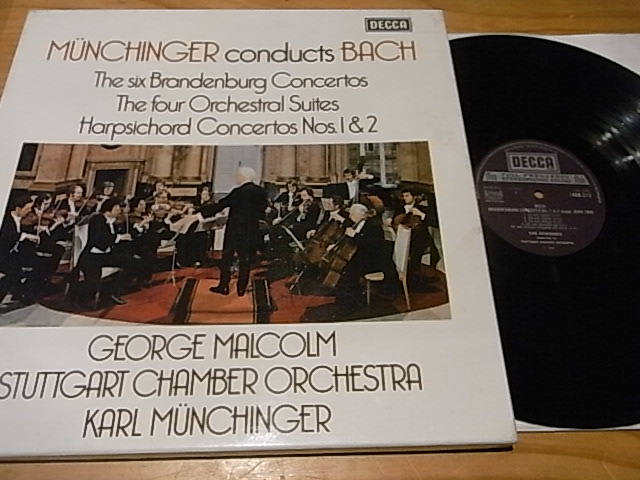 DECCA
MÜNCHINGER conducts BACH
The six Brandenburg Concertos
The four Orchestral Suites
Harpsichord Concertos Nos. 1 & 2
GEORGE MALCOLM
STUTTGART CHAMBER ORCHESTRA
KARL MÜNCHINGER
DECCA